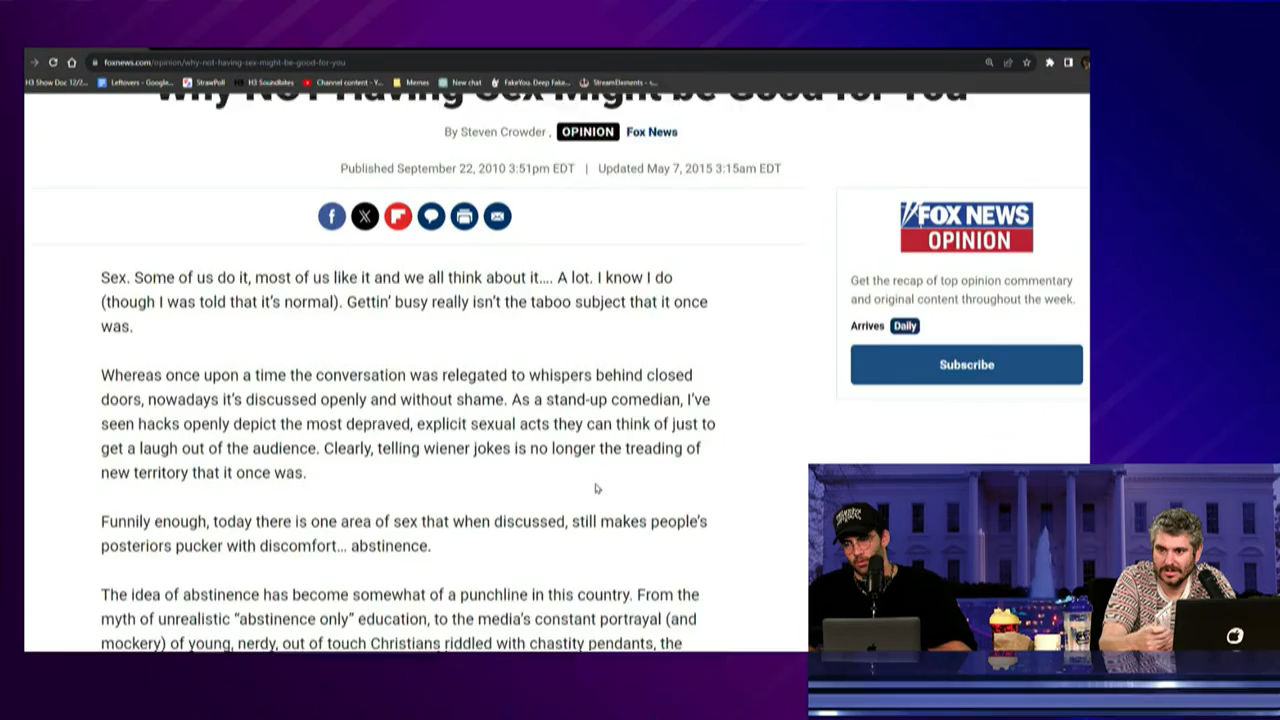 foxnews.com/opinion/why-not-having-sex-might-be-good-for-you
H3 Show Doc 12/2... Leftovers - Google... StrawPoll H3 Soundbites Channel content - Y... Memes New chat FakeYou. Deep Fake... StreamElements - s...
Why NOT Having Sex Might be Good for You
By Steven Crowder , OPINION Fox News
Published September 22, 2010 3:51pm EDT | Updated May 7, 2015 3:15am EDT
FOX NEWS
OPINION
Get the recap of top opinion commentary
and original content throughout the week.
Arrives Daily
Subscribe
Sex. Some of us do it, most of us like it and we all think about it…. A lot. I know I do
(though I was told that it's normal). Gettin' busy really isn't the taboo subject that it once
was.
Whereas once upon a time the conversation was relegated to whispers behind closed
doors, nowadays it's discussed openly and without shame. As a stand-up comedian, I've
seen hacks openly depict the most depraved, explicit sexual acts they can think of just to
get a laugh out of the audience. Clearly, telling wiener jokes is no longer the treading of
new territory that it once was.
Funnily enough, today there is one area of sex that when discussed, still makes people's
posteriors pucker with discomfort… abstinence.
The idea of abstinence has become somewhat of a punchline in this country. From the
myth of unrealistic "abstinence only" education, to the media's constant portrayal (and
mockery) of young, nerdy, out of touch Christians riddled with chastity pendants, the